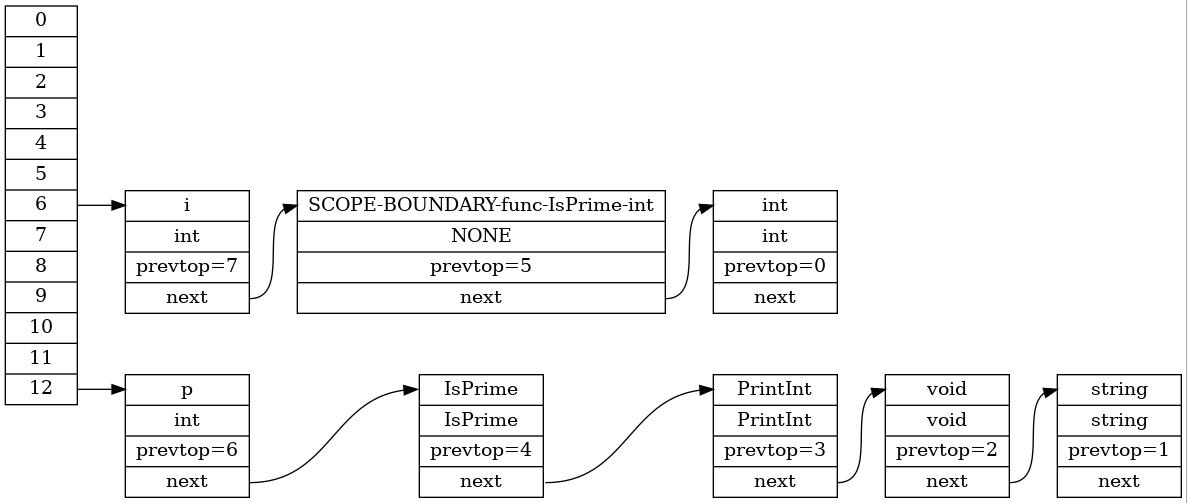 0
1
2
3
4
5
6
7
8
9
10
11
12
i
int
prevtop=7
next
SCOPE-BOUNDARY-func-IsPrime-int
NONE
prevtop=5
next
int
int
prevtop=0
next
p
int
prevtop=6
next
IsPrime
IsPrime
prevtop=4
next
PrintInt
PrintInt
prevtop=3
next
void
void
prevtop=2
next
string
string
prevtop=1
next